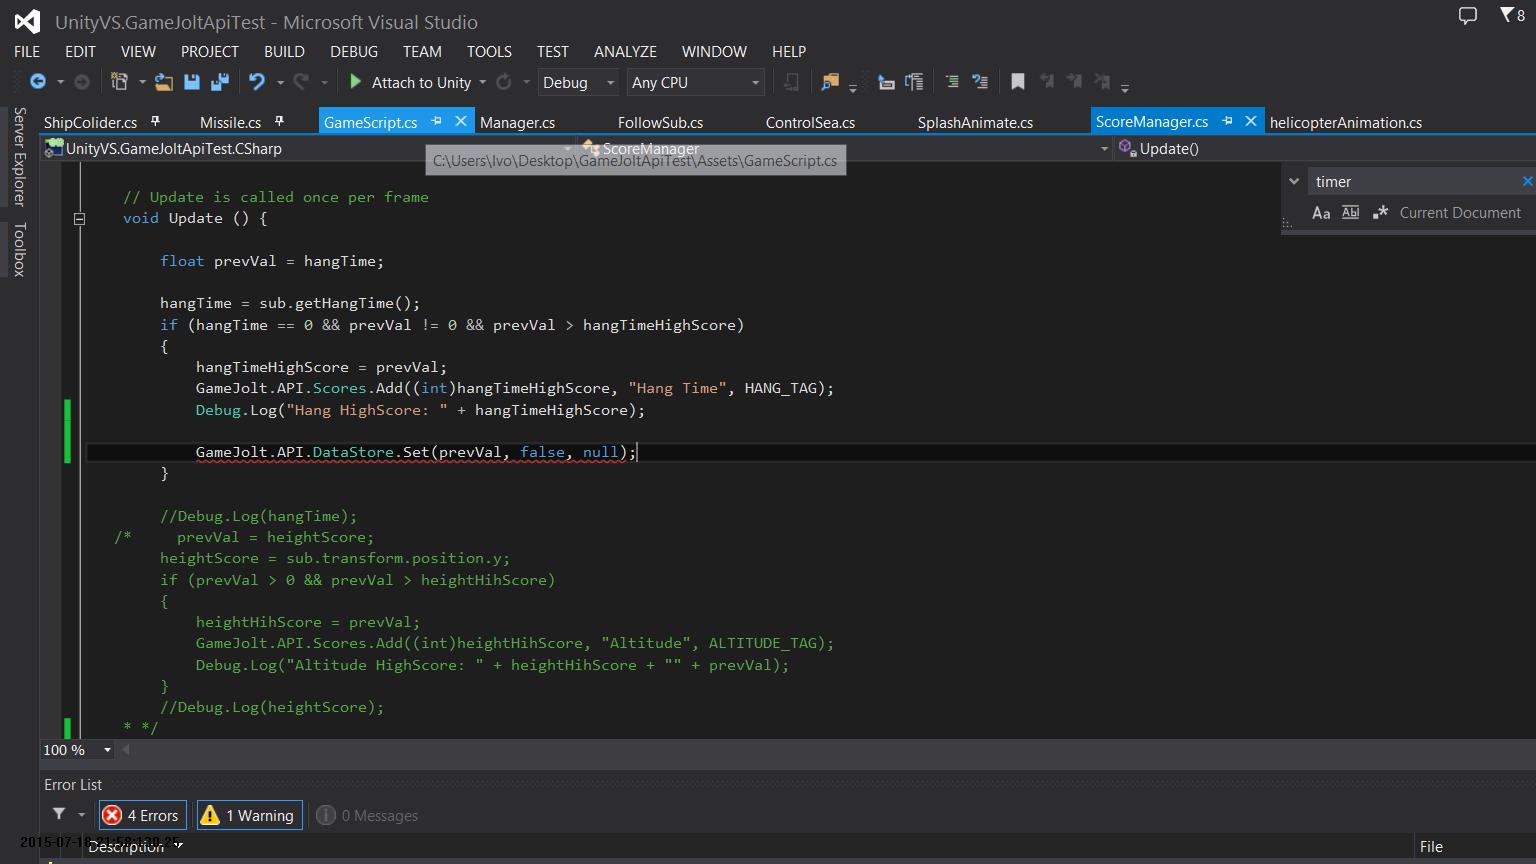 UnityVS.GameJoltApiTest - Microsoft Visual Studio
8
FILE EDIT VIEW PROJECT BUILD DEBUG TEAM TOOLS TEST ANALYZE WINDOW HELP
Attach to Unity Debug Any CPU
Server Explorer
Toolbox
ShipColider.cs Missile.cs GameScript.cs Manager.cs FollowSub.cs ControlSea.cs SplashAnimate.cs ScoreManager.cs helicopterAnimation.cs
UnityVS.GameJoltApiTest.CSharp ScoreManager Update()
C:\Users\Ivo\Desktop\GameJoltApiTest\Assets\GameScript.cs
timer
Aa Abl .* Current Document
// Update is called once per frame
void Update () {
float prevVal = hangTime;
hangTime = sub.getHangTime();
if (hangTime == 0 && prevVal != 0 && prevVal > hangTimeHighScore)
{
hangTimeHighScore = prevVal;
GameJolt.API.Scores.Add((int)hangTimeHighScore, "Hang Time", HANG_TAG);
Debug.Log("Hang HighScore: " + hangTimeHighScore);
GameJolt.API.DataStore.Set(prevVal, false, null);
}
//Debug.Log(hangTime);
/* prevVal = heightScore;
heightScore = sub.transform.position.y;
if (prevVal > 0 && prevVal > heightHihScore)
{
heightHihScore = prevVal;
GameJolt.API.Scores.Add((int)heightHihScore, "Altitude", ALTITUDE_TAG);
Debug.Log("Altitude HighScore: " + heightHihScore + "" + prevVal);
}
//Debug.Log(heightScore);
* */
100 %
Error List
4 Errors 1 Warning 0 Messages
Description File